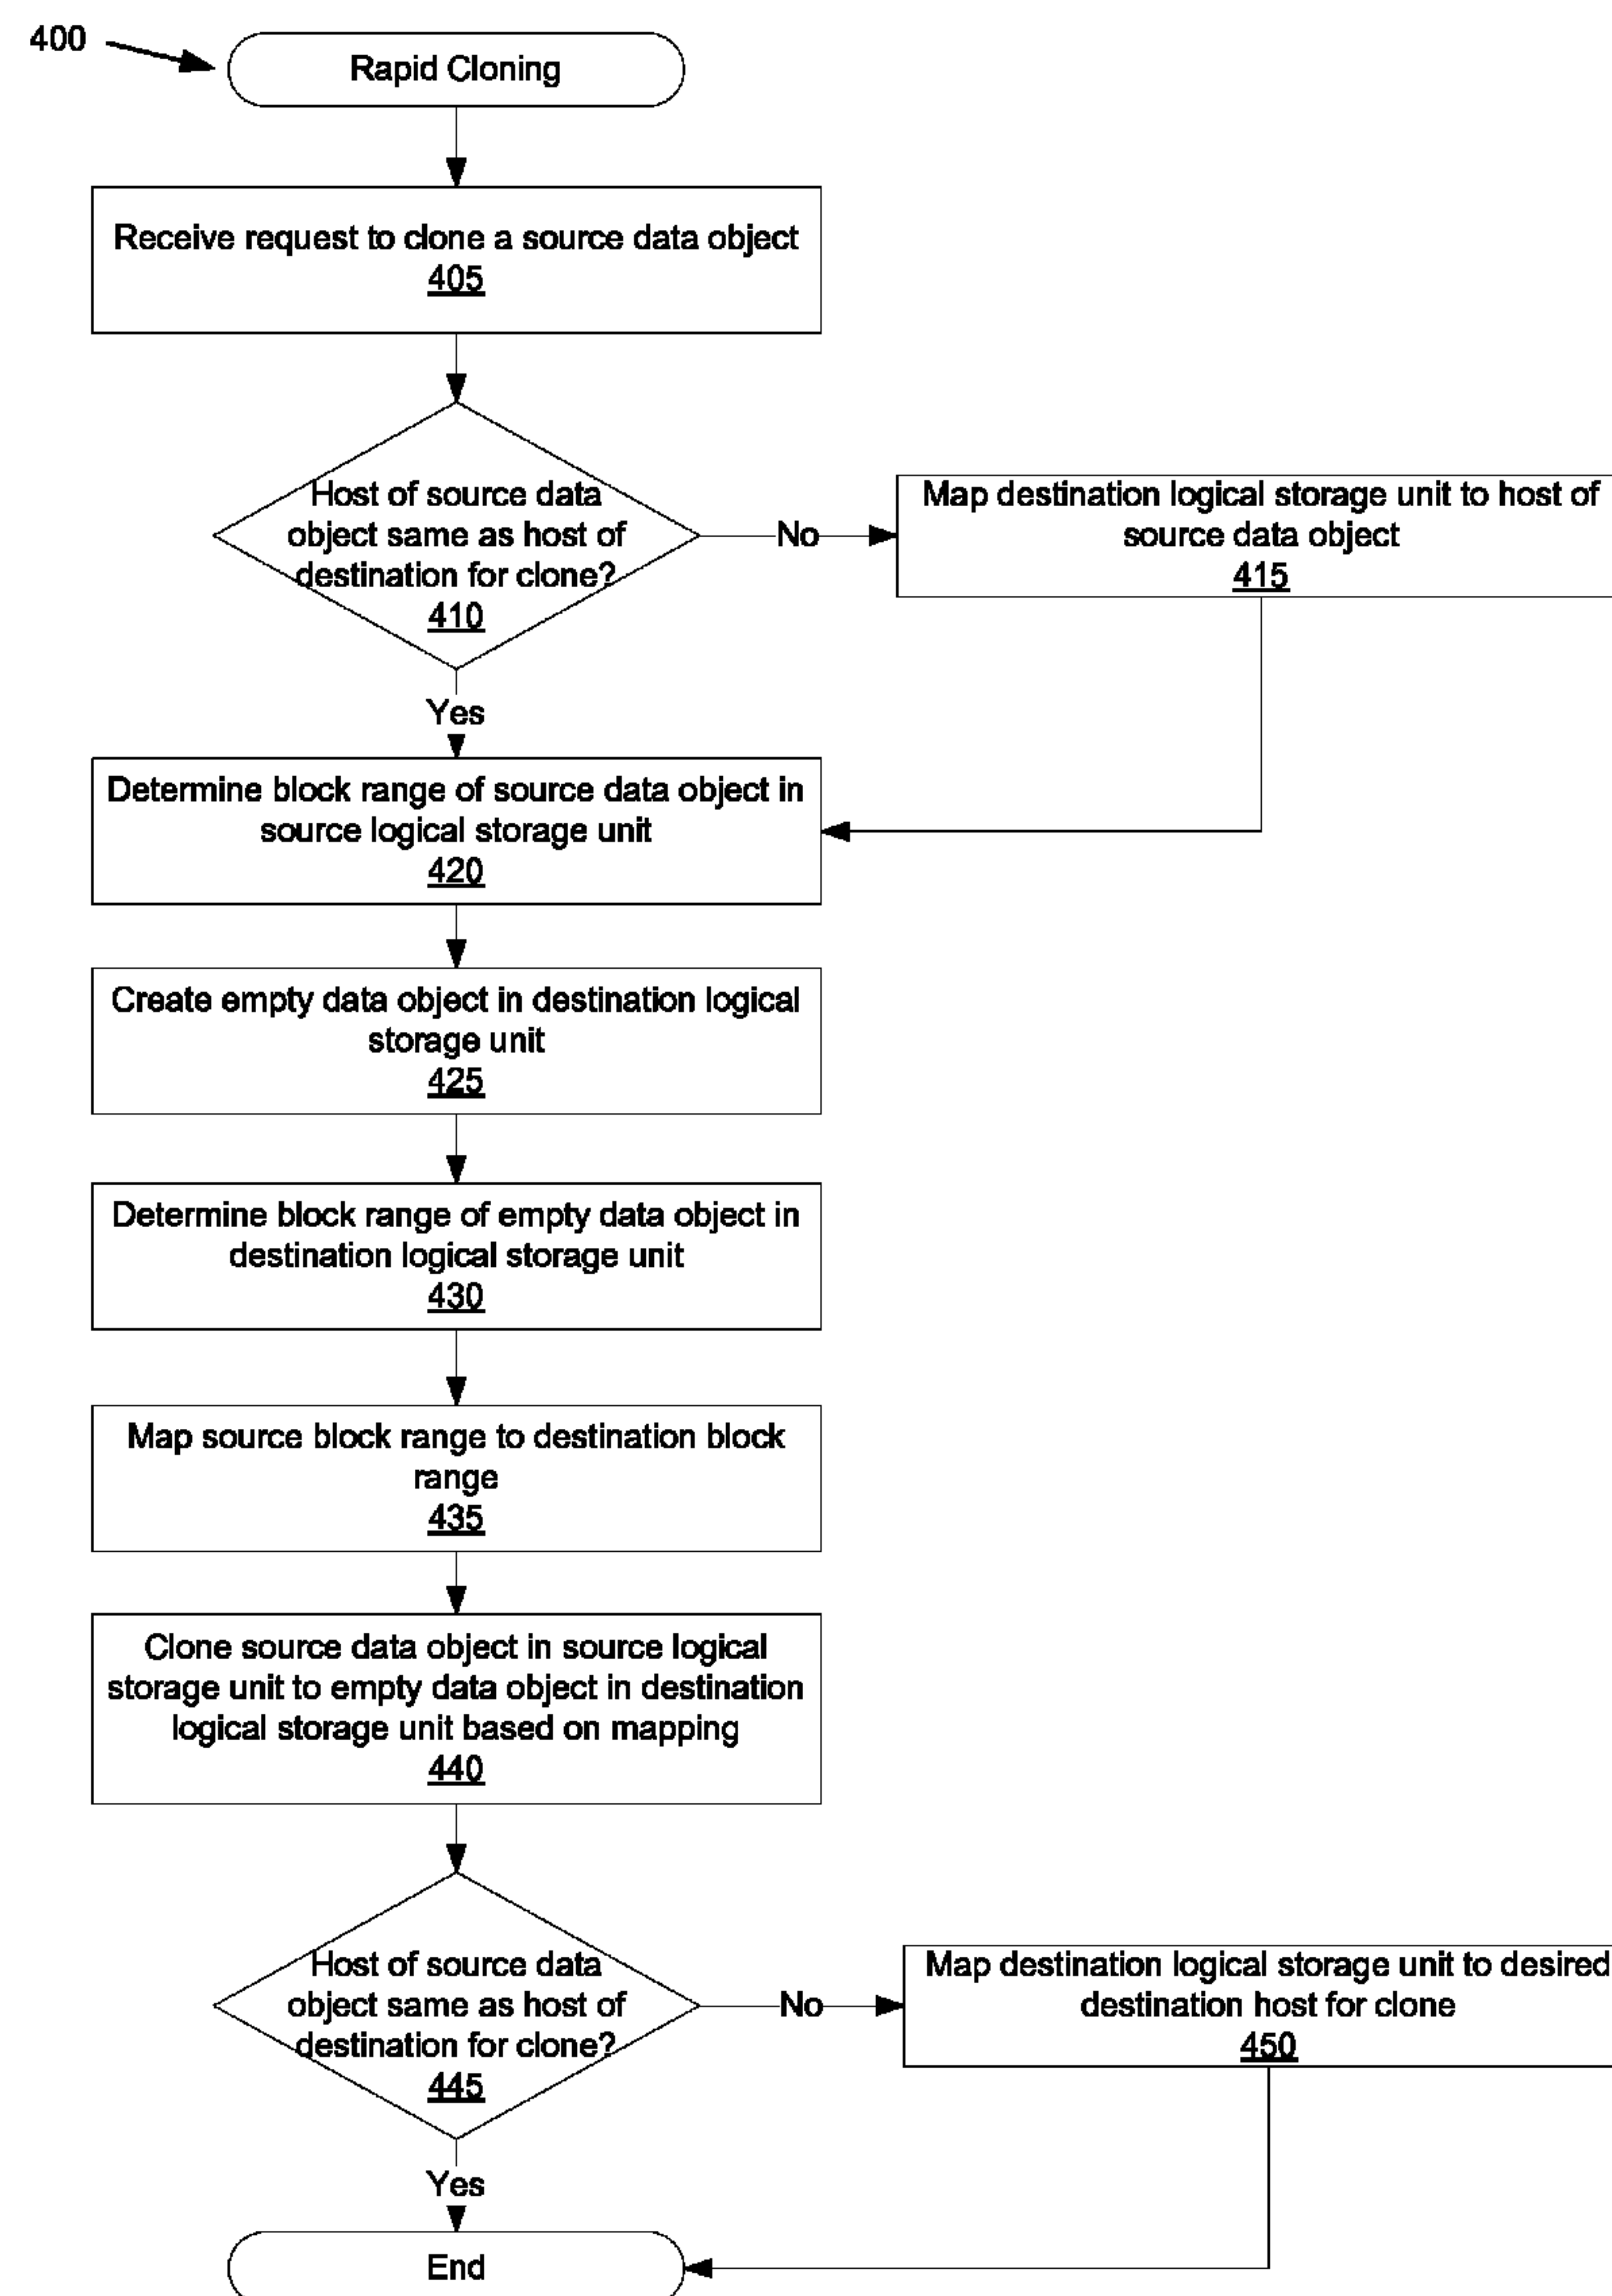 400
Rapid Cloning
Receive request to clone a source data object
405
Host of source data
object same as host of
destination for clone?
410
No
Map destination logical storage unit to host of
source data object
415
Yes
Determine block range of source data object in
source logical storage unit
420
Create empty data object in destination logical
storage unit
425
Determine block range of empty data object in
destination logical storage unit
430
Map source block range to destination block
range
435
Clone source data object in source logical
storage unit to empty data object in destination
logical storage unit based on mapping
440
Host of source data
object same as host of
destination for clone?
445
No
Map destination logical storage unit to desired
destination host for clone
450
Yes
End